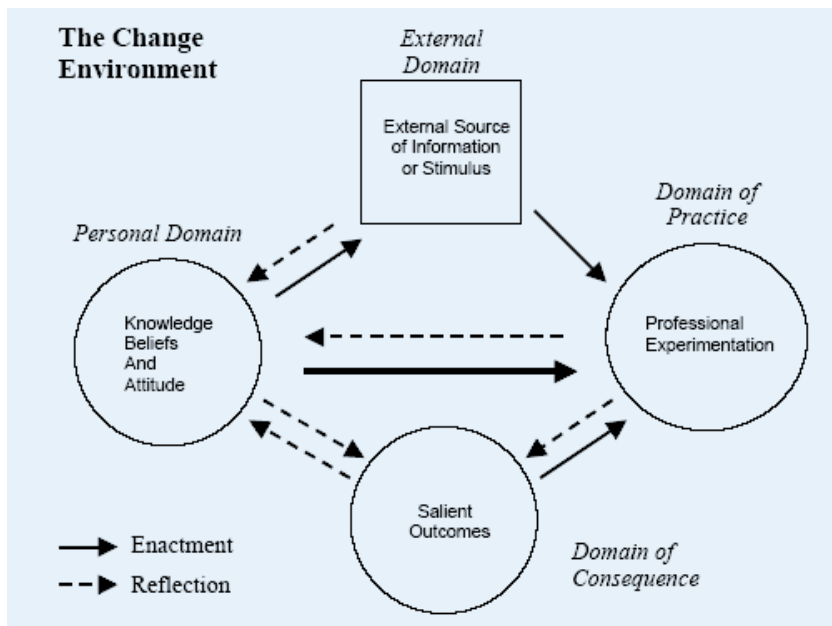 The Change
Environment
External
Domain
External Source
of Information
or Stimulus
Domain of
Practice
Personal Domain
Knowledge
Beliefs
And
Attitude
Professional
Experimentation
Salient
Outcomes
Enactment
Reflection
Domain of
Consequence